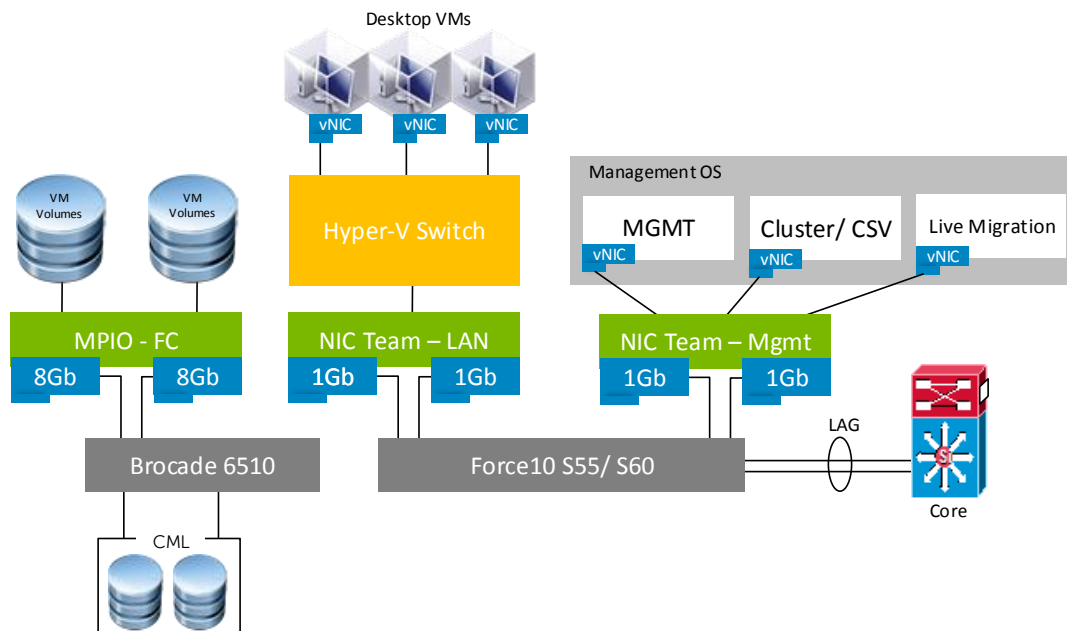 Desktop VMs
vNIC
vNIC
vNIC
VM
Volumes
VM
Volumes
Hyper-V Switch
Management OS
MGMT
Cluster/ CSV
Live Migration
vNIC
vNIC
vNIC
MPIO - FC
8Gb
8Gb
NIC Team – LAN
1Gb
1Gb
NIC Team – Mgmt
1Gb
1Gb
Brocade 6510
Force10 S55/ S60
LAG
Si
Core
CML